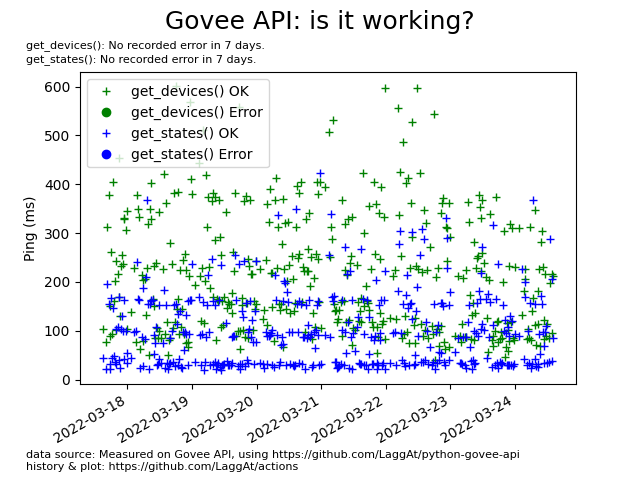 Govee API: is it working?
get_devices(): No recorded error in 7 days.
get_states(): No recorded error in 7 days.
get_devices() OK
get_devices() Error
get_states() OK
get_states() Error
Ping (ms)
600
500
400
300
200
100
0
2022-03-18
2022-03-19
2022-03-20
2022-03-21
2022-03-22
2022-03-23
2022-03-24
data source: Measured on Govee API, using https://github.com/LaggAt/python-govee-api
history & plot: https://github.com/LaggAt/actions